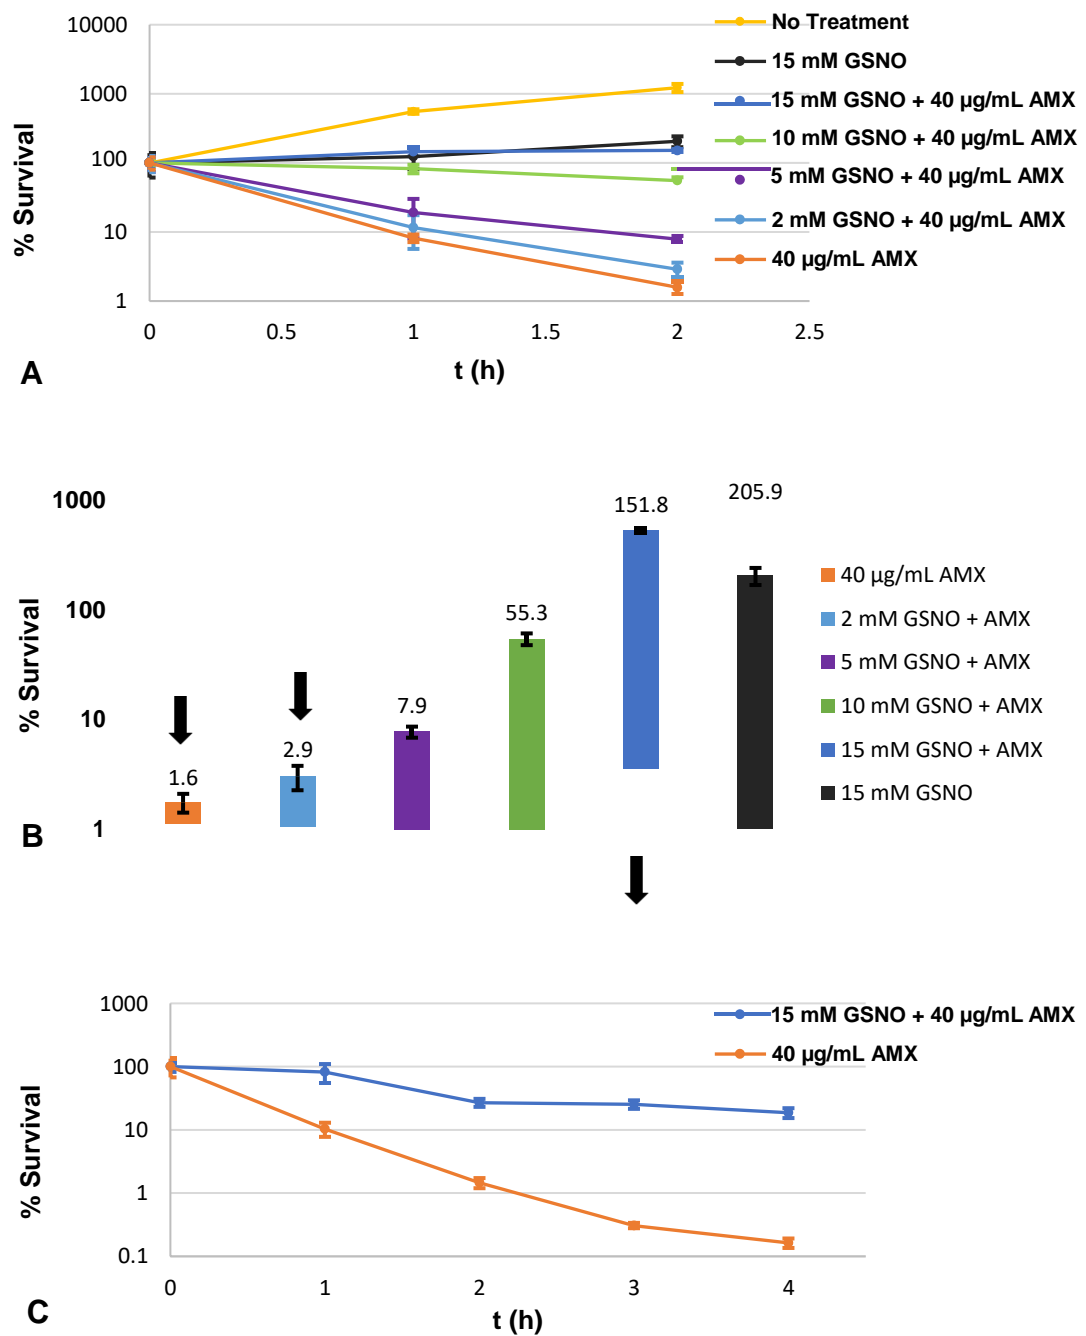 10000
1000
100
10
1
% Survival
0
0.5
1
1.5
2
2.5
t (h)
No Treatment
15 mM GSNO
15 mM GSNO + 40 µg/mL AMX
10 mM GSNO + 40 µg/mL AMX
5 mM GSNO + 40 µg/mL AMX
2 mM GSNO + 40 µg/mL AMX
40 µg/mL AMX
A
1000
100
10
1
% Survival
1.6
2.9
7.9
55.3
151.8
205.9
40 µg/mL AMX
2 mM GSNO + AMX
5 mM GSNO + AMX
10 mM GSNO + AMX
15 mM GSNO + AMX
15 mM GSNO
B
1000
100
10
1
0.1
% Survival
0
1
2
3
4
t (h)
15 mM GSNO + 40 µg/mL AMX
40 µg/mL AMX
C